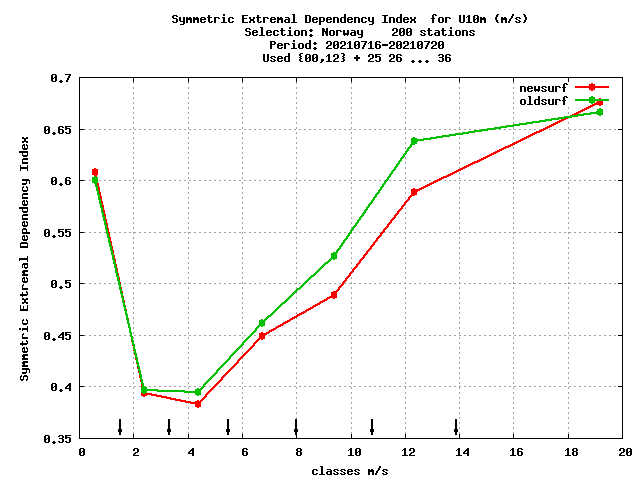 Symmetric Extremal Dependency Index  for U10m (m/s)
Selection: Norway    200 stations
Period: 20210716-20210720
Used {00,12} + 25 26 ... 36
newsurf
oldsurf
Symmetric Extremal Dependency Index
0.7
0.65
0.6
0.55
0.5
0.45
0.4
0.35
0 2 4 6 8 10 12 14 16 18 20
classes m/s